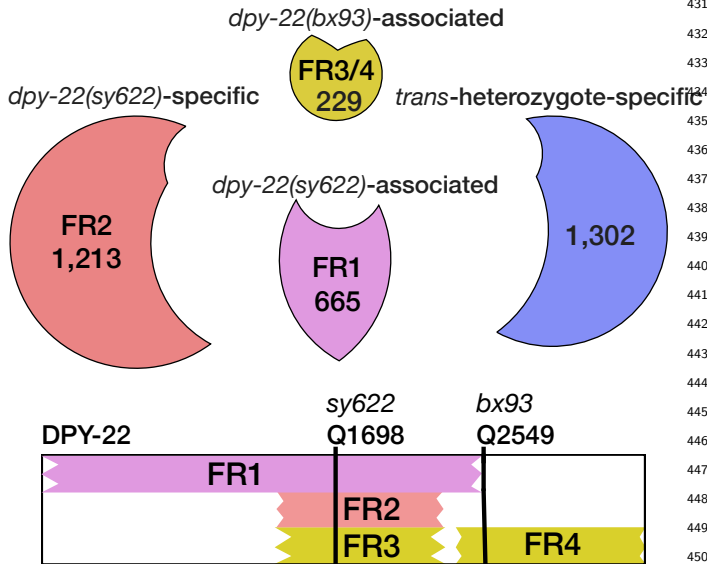 dpy-22(bx93)-associated
FR3/4
229
dpy-22(sy622)-specific
trans-heterozygote-specific
dpy-22(sy622)-associated
FR2
1,213
FR1
665
1,302
sy622
bx93
DPY-22
Q1698
Q2549
FR1
FR2
FR3
FR4
431
432
433
434
435
436
437
438
439
440
441
442
443
444
445
446
447
448
449
450